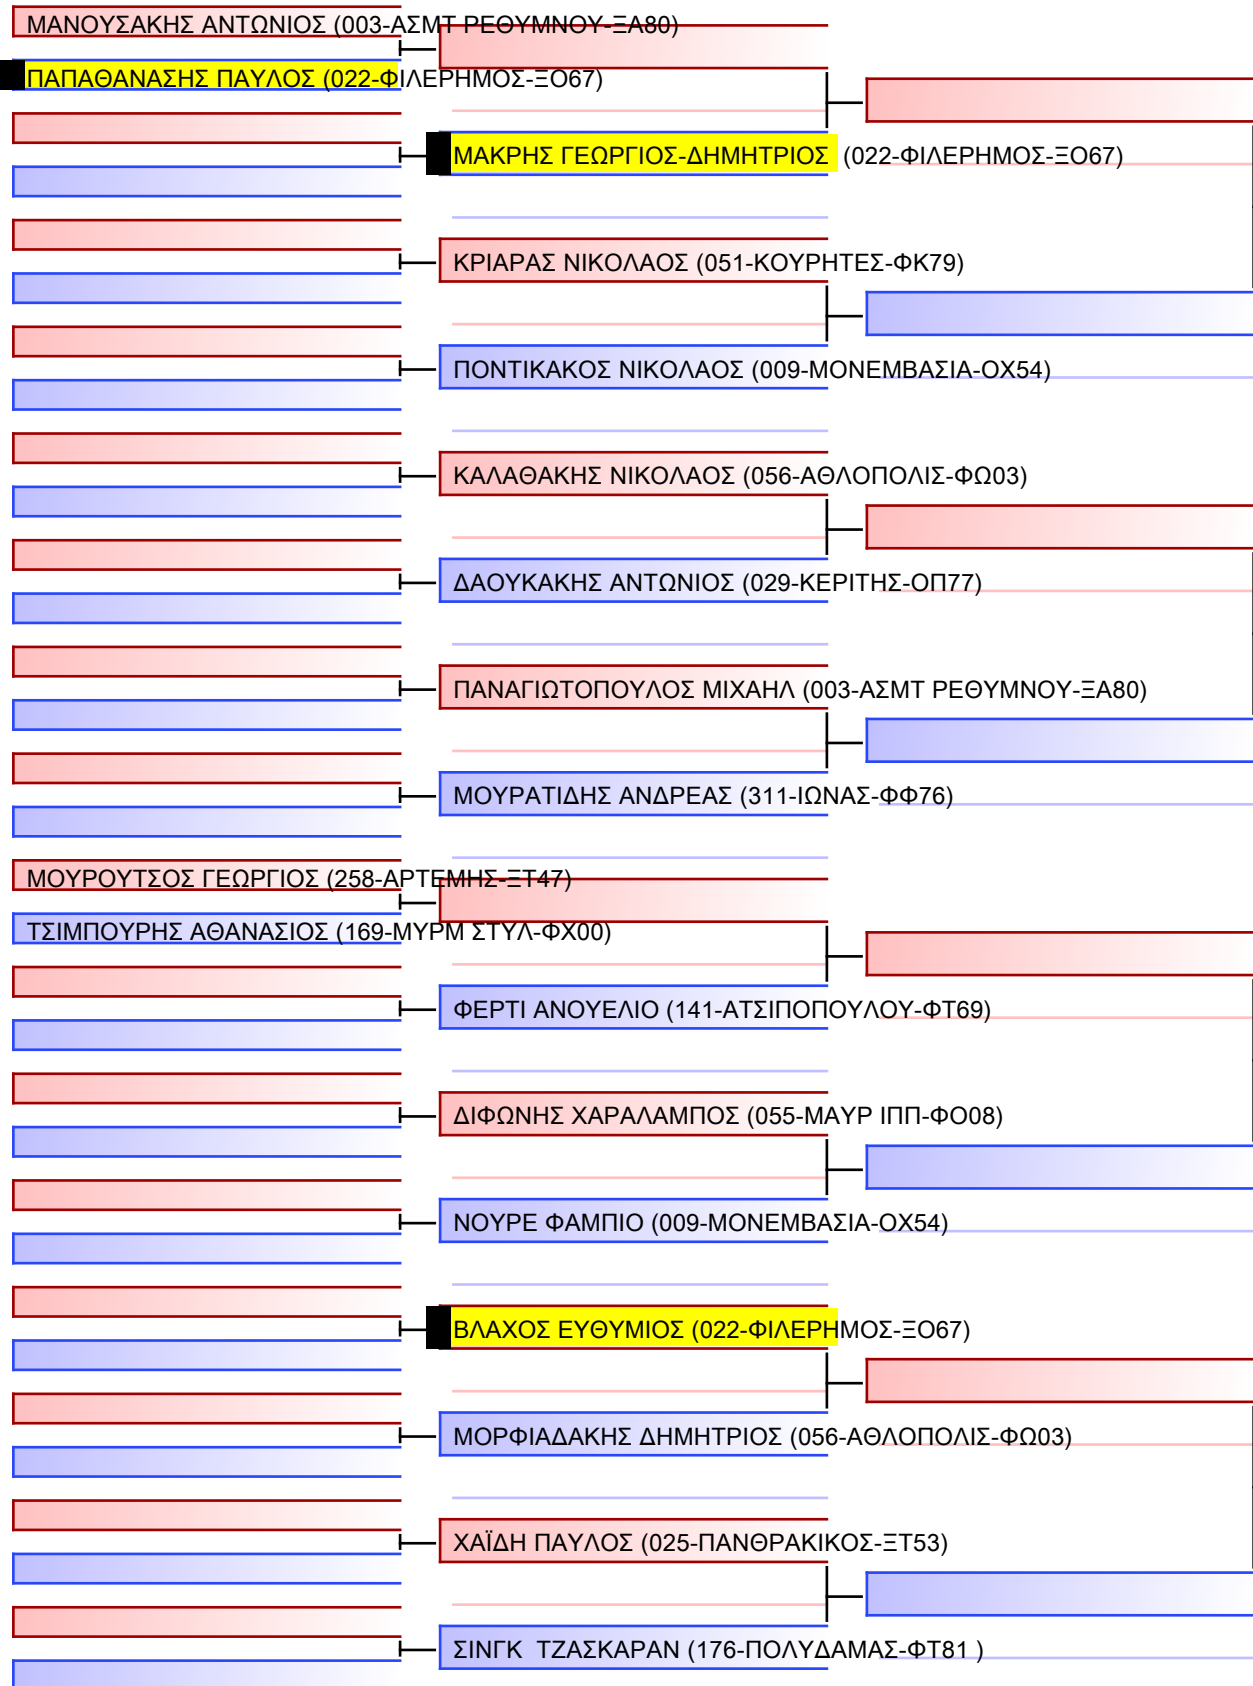 ΜΑΝΟΥΣΑΚΗΣ ΑΝΤΩΝΙΟΣ (003-ΑΣΜΤ ΡΕΘΥΜΝΟΥ-ΞΑ80)
ΠΑΠΑΘΑΝΑΣΗΣ ΠΑΥΛΟΣ (022-ΦΙΛΕΡΗΜΟΣ-ΞΟ67)
ΜΑΚΡΗΣ ΓΕΩΡΓΙΟΣ-ΔΗΜΗΤΡΙΟΣ (022-ΦΙΛΕΡΗΜΟΣ-ΞΟ67)
ΚΡΙΑΡΑΣ ΝΙΚΟΛΑΟΣ (051-ΚΟΥΡΗΤΕΣ-ΦΚ79)
ΠΟΝΤΙΚΑΚΟΣ ΝΙΚΟΛΑΟΣ (009-ΜΟΝΕΜΒΑΣΙΑ-ΟΧ54)
ΚΑΛΑΘΑΚΗΣ ΝΙΚΟΛΑΟΣ (056-ΑΘΛΟΠΟΛΙΣ-ΦΩ03)
ΔΑΟΥΚΑΚΗΣ ΑΝΤΩΝΙΟΣ (029-ΚΕΡΙΤΗΣ-ΟΠ77)
ΠΑΝΑΓΙΩΤΟΠΟΥΛΟΣ ΜΙΧΑΗΛ (003-ΑΣΜΤ ΡΕΘΥΜΝΟΥ-ΞΑ80)
ΜΟΥΡΑΤΙΔΗΣ ΑΝΔΡΕΑΣ (311-ΙΩΝΑΣ-ΦΦ76)
ΜΟΥΡΟΥΤΣΟΣ ΓΕΩΡΓΙΟΣ (258-ΑΡΤΕΜΗΣ-ΞΤ47)
ΤΣΙΜΠΟΥΡΗΣ ΑΘΑΝΑΣΙΟΣ (169-ΜΥΡΜ ΣΤΥΛ-ΦΧ00)
ΦΕΡΤΙ ΑΝΟΥΕΛΙΟ (141-ΑΤΣΙΠΟΠΟΥΛΟΥ-ΦΤ69)
ΔΙΦΩΝΗΣ ΧΑΡΑΛΑΜΠΟΣ (055-ΜΑΥΡ ΙΠΠ-ΦΟ08)
ΝΟΥΡΕ ΦΑΜΠΙΟ (009-ΜΟΝΕΜΒΑΣΙΑ-ΟΧ54)
ΒΛΑΧΟΣ ΕΥΘΥΜΙΟΣ (022-ΦΙΛΕΡΗΜΟΣ-ΞΟ67)
ΜΟΡΦΙΑΔΑΚΗΣ ΔΗΜΗΤΡΙΟΣ (056-ΑΘΛΟΠΟΛΙΣ-ΦΩ03)
ΧΑΪΔΗ ΠΑΥΛΟΣ (025-ΠΑΝΘΡΑΚΙΚΟΣ-ΞΤ53)
ΣΙΝΓΚ ΤΖΑΣΚΑΡΑΝ (176-ΠΟΛΥΔΑΜΑΣ-ΦΤ81 )